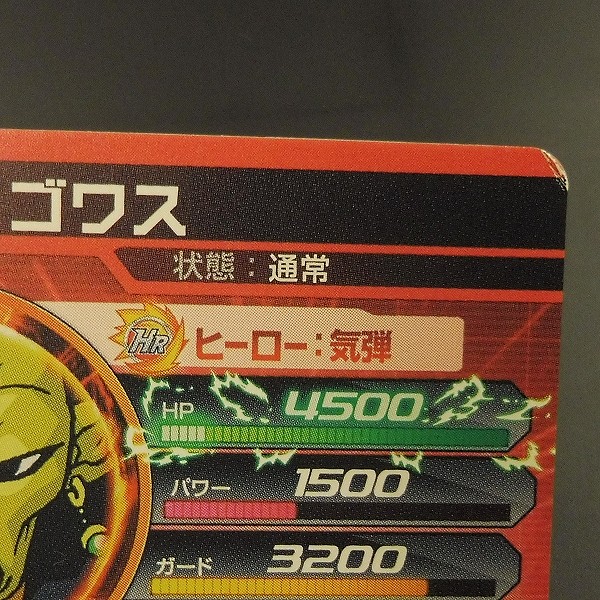 ゴワス
状態：通常
HR ヒーロー：気弾
HP 4500
パワー 1500
ガード 3200